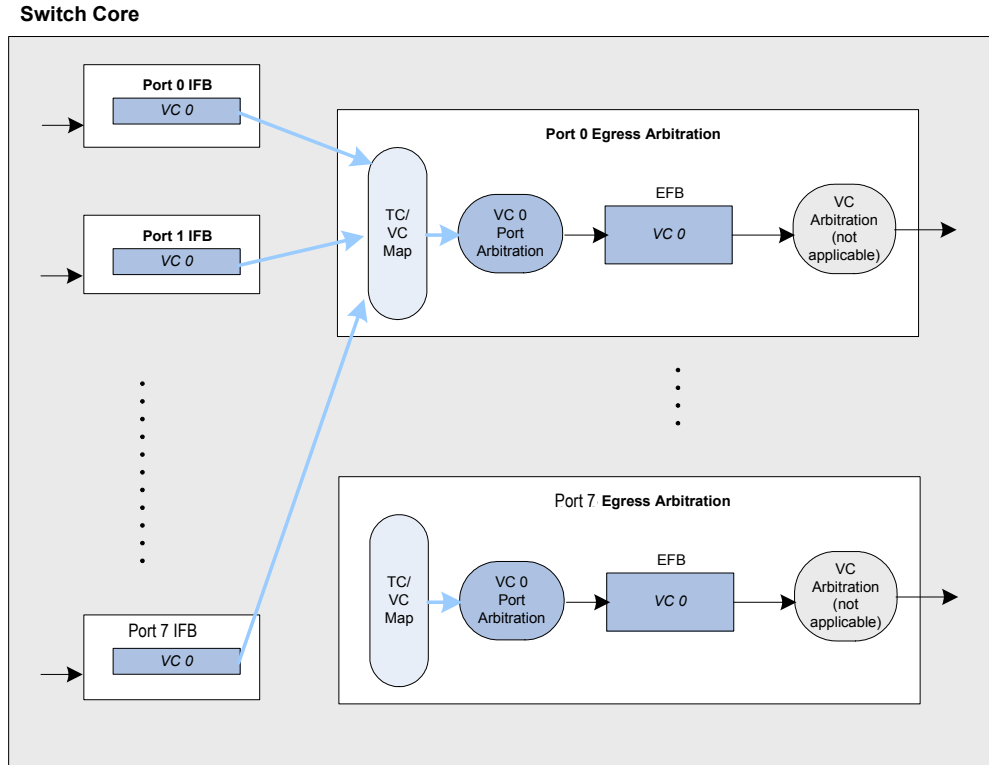 Switch Core
Port 0 IFB
VC 0
Port 1 IFB
VC 0
Port 7 IFB
VC 0
Port 0 Egress Arbitration
TC/
VC
Map
VC 0
Port
Arbitration
EFB
VC 0
VC
Arbitration
(not
applicable)
Port 7 Egress Arbitration
TC/
VC
Map
VC 0
Port
Arbitration
EFB
VC 0
VC
Arbitration
(not
applicable)